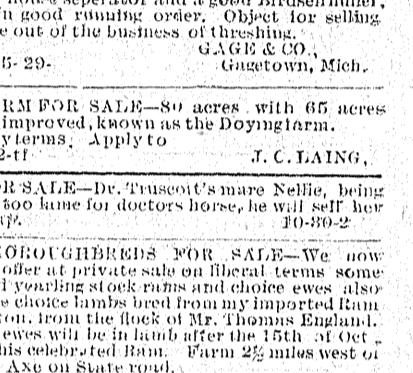 seperator and a good Birdsell huller,
n good running order. Object for selling
e out of the business of threshing.
GAGE & CO.,
5-29- Gagetown, Mich.
RM FOR SALE—80 acres with 65 acres
improved, known as the Doying farm.
y terms. Apply to
2-tf J. C. LAING,
R SALE—Dr. Truscott's mare Nellie, being
too lame for doctors horse, he will sell her
10-30-2
OROUGHBREDS FOR SALE—We now
offer at private sale on liberal terms some
d yearling stock rams and choice ewes also
e choice lambs bred from my imported Ram
ton, from the flock of Mr. Thomas England.
ewes will be in lamb after the 15th of Oct
his celebrated Ram. Farm 2½ miles west of
Axe on State road.